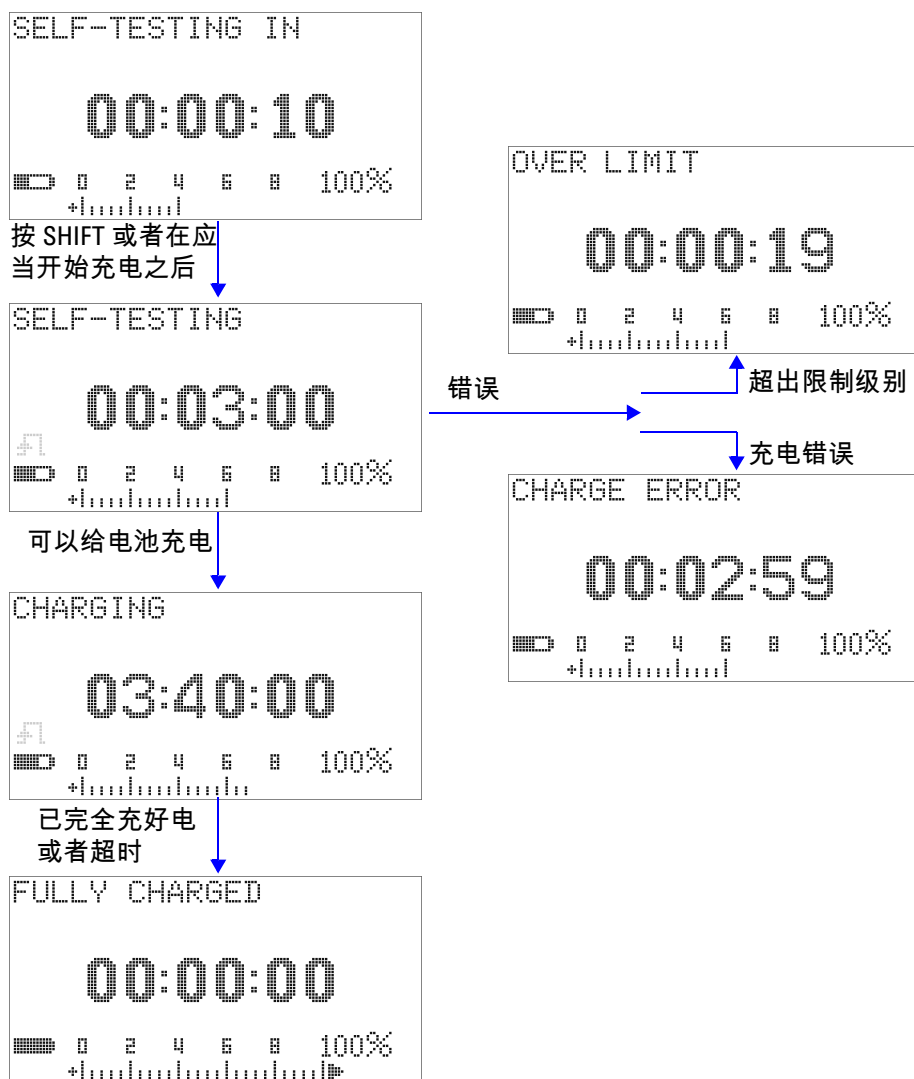 SELF-TESTING IN
00:00:10
0 2 4 6 8 100%
按 SHIFT 或者在应
当开始充电之后
SELF-TESTING
00:03:00
0 2 4 6 8 100%
错误
超出限制级别
充电错误
OVER LIMIT
00:00:19
0 2 4 6 8 100%
CHARGE ERROR
00:02:59
0 2 4 6 8 100%
可以给电池充电
CHARGING
03:40:00
0 2 4 6 8 100%
已完全充好电
或者超时
FULLY CHARGED
00:00:00
0 2 4 6 8 100%